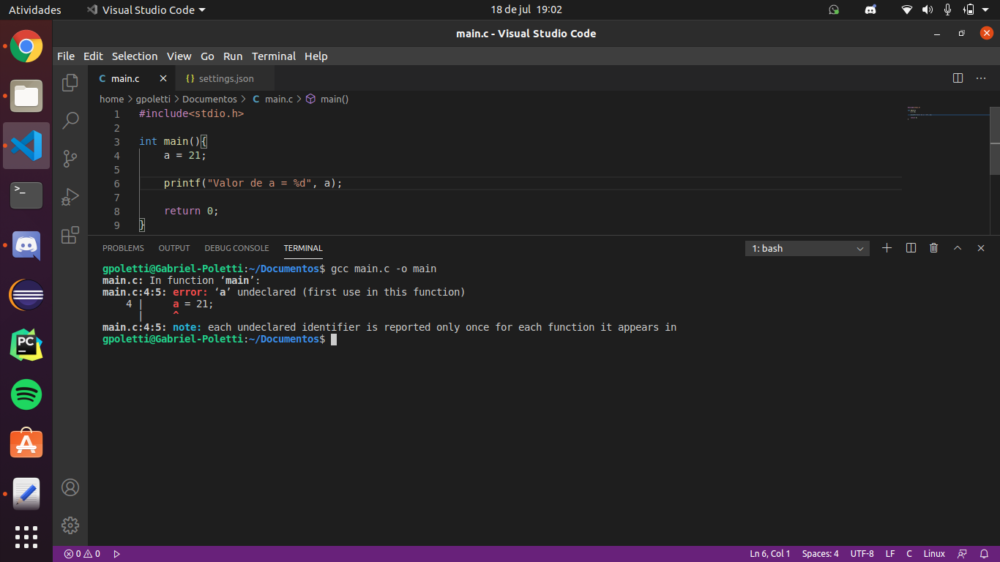 Atividades Visual Studio Code 18 de jul 19:02
main.c - Visual Studio Code
File Edit Selection View Go Run Terminal Help
C main.c {} settings.json
home > gpoletti > Documentos > C main.c > main()
1 #include<stdio.h>
2
3 int main(){
4     a = 21;
5
6     printf("Valor de a = %d", a);
7
8     return 0;
9 }
PROBLEMS OUTPUT DEBUG CONSOLE TERMINAL 1: bash
gpoletti@Gabriel-Poletti:~/Documentos$ gcc main.c -o main
main.c: In function ‘main’:
main.c:4:5: error: ‘a’ undeclared (first use in this function)
    4 |     a = 21;
      |     ^
main.c:4:5: note: each undeclared identifier is reported only once for each function it appears in
gpoletti@Gabriel-Poletti:~/Documentos$
>_
PC
0 0 Ln 6, Col 1 Spaces: 4 UTF-8 LF C Linux